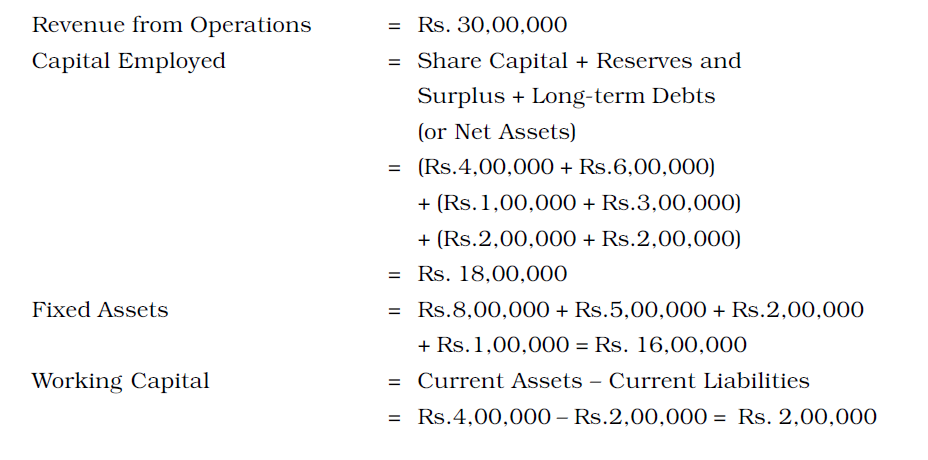 Revenue from Operations = Rs. 30,00,000
Capital Employed = Share Capital + Reserves and
Surplus + Long-term Debts
(or Net Assets)
= (Rs.4,00,000 + Rs.6,00,000)
+ (Rs.1,00,000 + Rs.3,00,000)
+ (Rs.2,00,000 + Rs.2,00,000)
= Rs. 18,00,000
Fixed Assets = Rs.8,00,000 + Rs.5,00,000 + Rs.2,00,000
+ Rs.1,00,000 = Rs. 16,00,000
Working Capital = Current Assets – Current Liabilities
= Rs.4,00,000 – Rs.2,00,000 = Rs. 2,00,000